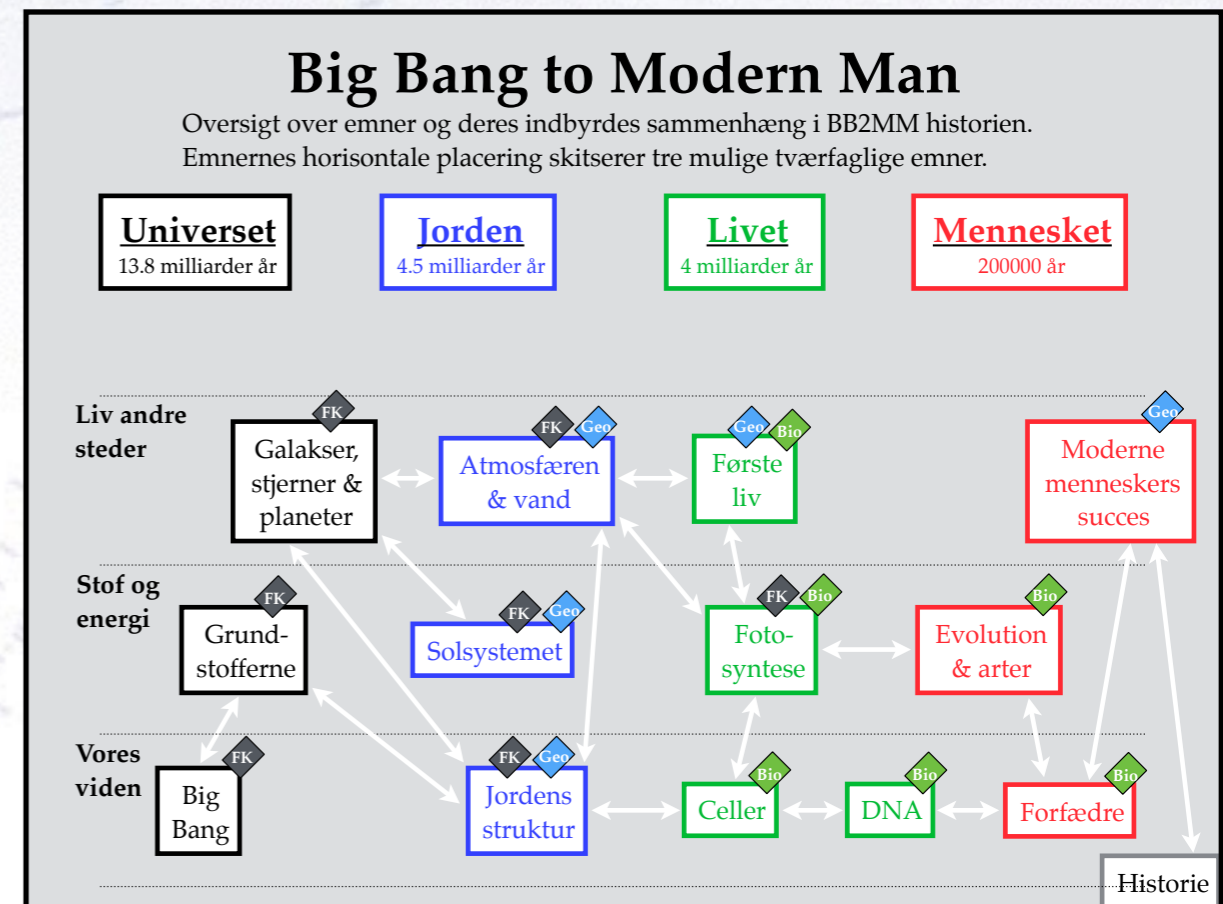 Big Bang to Modern Man
Oversigt over emner og deres indbyrdes sammenhæng i BB2MM historien.
Emnernes horisontale placering skitserer tre mulige tværfaglige emner.
Universet
13.8 milliarder år
Jorden
4.5 milliarder år
Livet
4 milliarder år
Mennesket
200000 år
Liv andre
steder
FK
Galakser,
stjerner &
planeter
FK
Geo
Atmosfæren
& vand
Geo
Bio
Første
liv
Geo
Moderne
menneskers
succes
Stof og
energi
FK
Grund-
stofferne
FK
Geo
Solsystemet
FK
Bio
Foto-
syntese
Bio
Evolution
& arter
Vores
viden
FK
Big
Bang
FK
Geo
Jordens
struktur
Bio
Celler
Bio
DNA
Bio
Forfædre
Historie